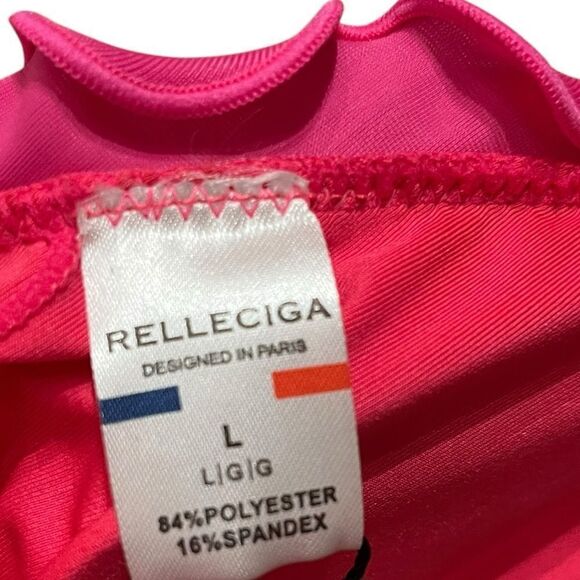 RELLECIGA
DESIGNED IN PARIS
L
L|G|G
84%POLYESTER
16%SPANDEX